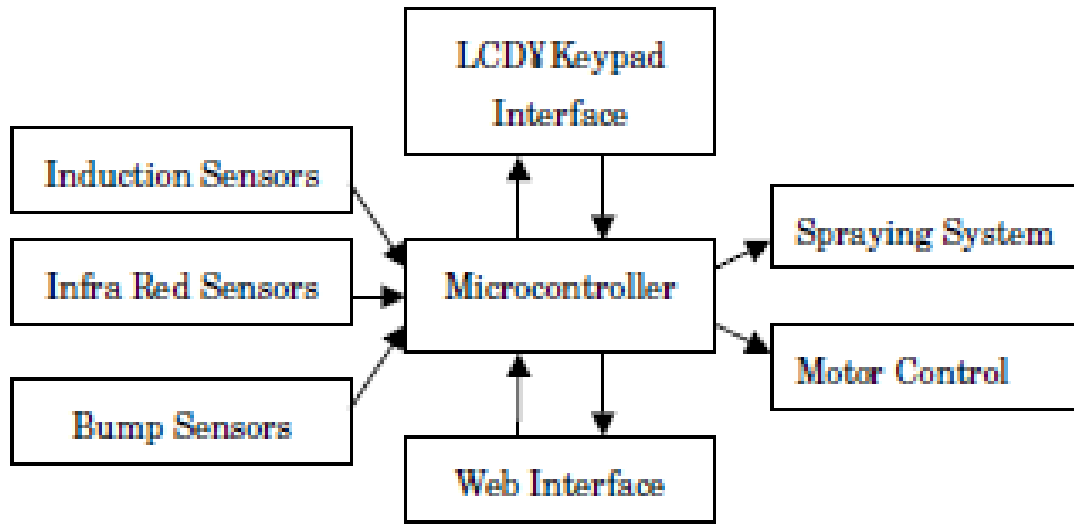 LCD¥Keypad
Interface
Induction Sensors
Infra Red Sensors
Bump Sensors
Microcontroller
Spraying System
Motor Control
Web Interface